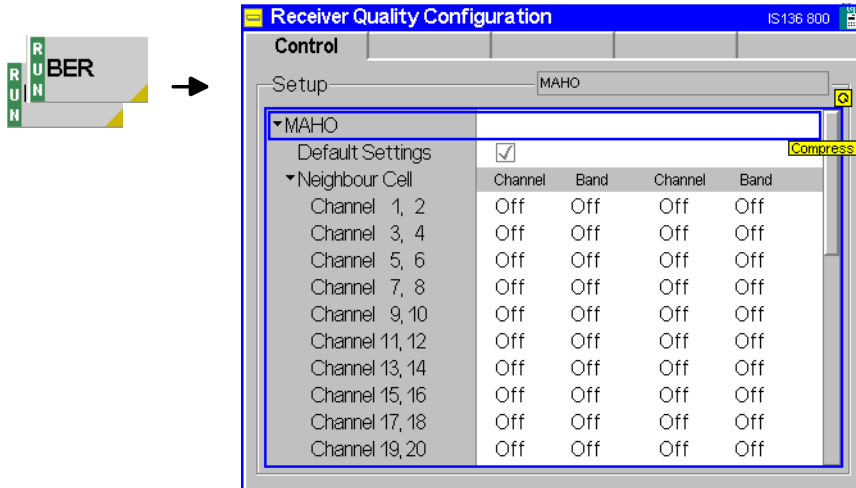 Receiver Quality Configuration IS136 800
Control
RUN
RUN BER
Setup MAHO
MAHO
Compress
Default Settings
Neighbour Cell Channel Band Channel Band
Channel 1, 2 Off Off Off Off
Channel 3, 4 Off Off Off Off
Channel 5, 6 Off Off Off Off
Channel 7, 8 Off Off Off Off
Channel 9, 10 Off Off Off Off
Channel 11, 12 Off Off Off Off
Channel 13, 14 Off Off Off Off
Channel 15, 16 Off Off Off Off
Channel 17, 18 Off Off Off Off
Channel 19, 20 Off Off Off Off